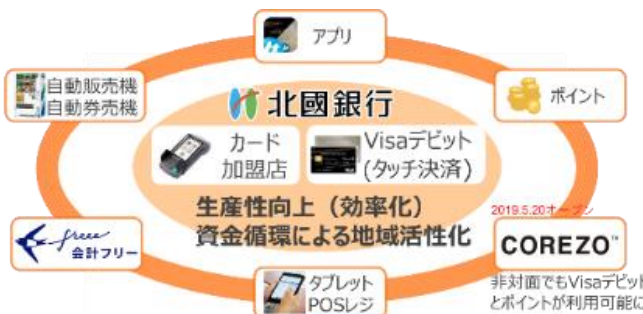 アプリ
自動販売機
自動券売機
北國銀行
ポイント
カード
加盟店
Visaデビット
(タッチ決済)
生産性向上（効率化）
資金循環による地域活性化
2019.5.20オープン
freee
会計フリー
COREZO™
タブレット
POSレジ
非対面でもVisaデビット
とポイントが利用可能に